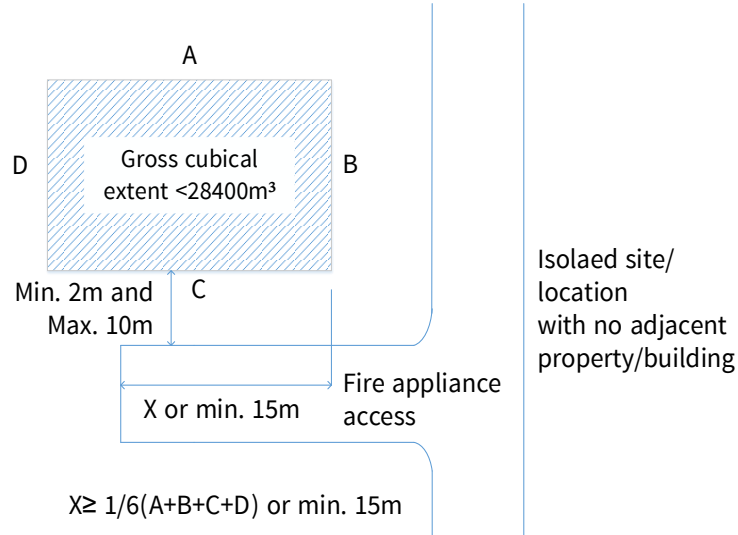 A
D
Gross cubical
extent <28400m³
B
Min. 2m and
Max. 10m
C
Isolaed site/
location
with no adjacent
property/building
X or min. 15m
Fire appliance
access
X≥ 1/6(A+B+C+D) or min. 15m